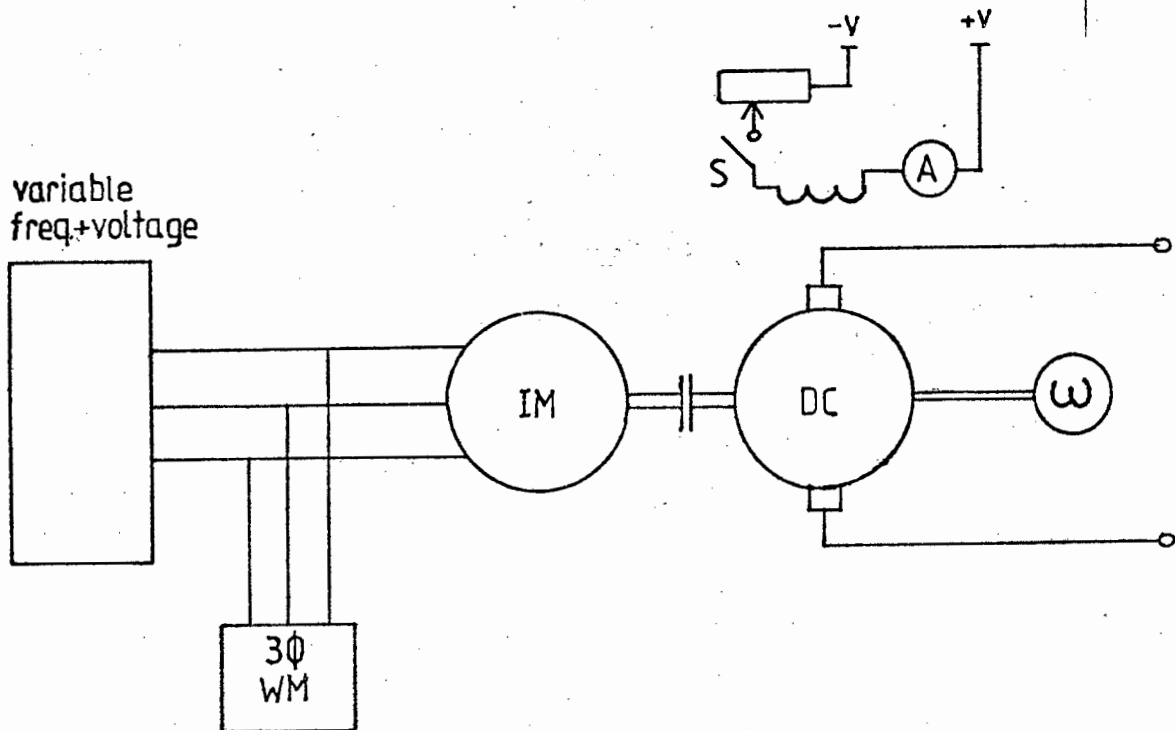 -V
+V
S
A
variable
freq.+voltage
IM
DC
ω
3Φ
WM